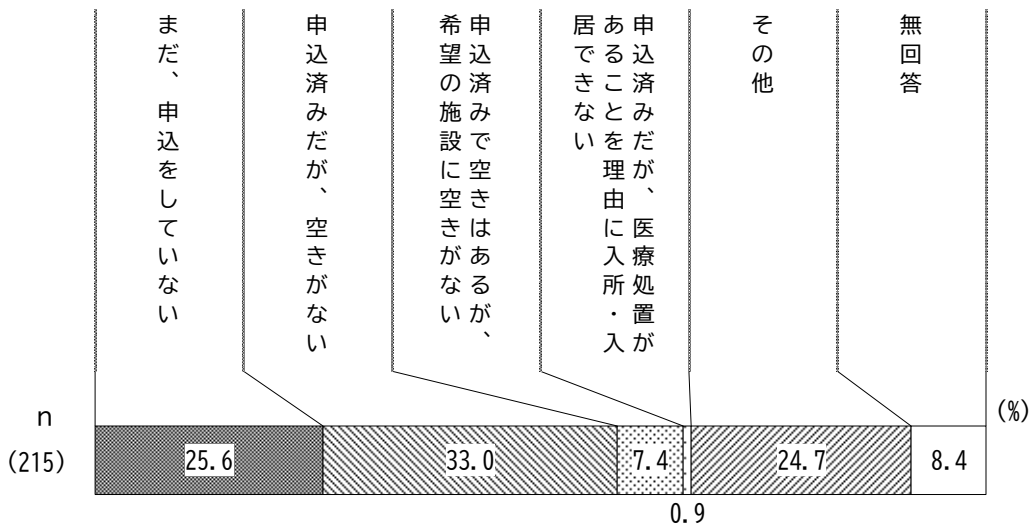 まだ、申込をしていない
申込済みだが、空きがない
申込済みで空きはあるが、
希望の施設に空きがない
申込済みだが、医療処置が
あることを理由に入所・入
居できない
その他
無回答
n
(%)
(215)
25.6
33.0
7.4
24.7
8.4
0.9